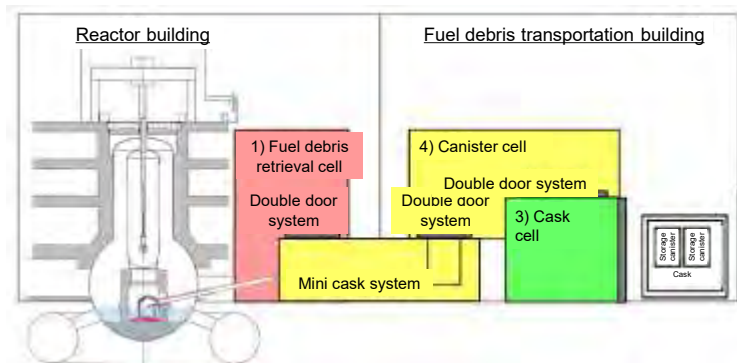 Reactor building
Fuel debris transportation building
1) Fuel debris
retrieval cell
Double door
system
4) Canister cell
Double door system
Double door
system
3) Cask
cell
Mini cask system
Storage
canister
Storage
canister
Cask